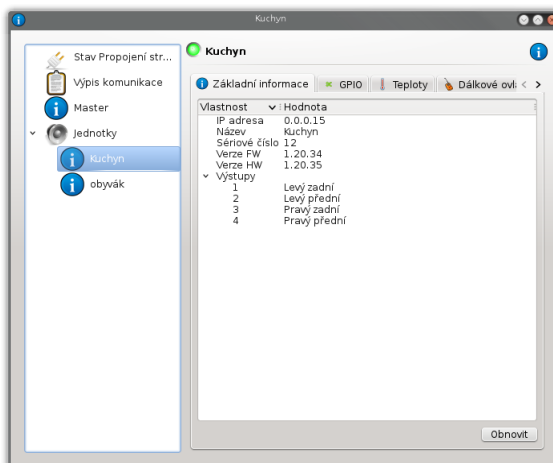 Kuchyn
Stav Propojení str...
Výpis komunikace
Master
Jednotky
Kuchyn
obyvák
Kuchyn
Základní informace GPIO Teploty Dálkové ovl
Vlastnost Hodnota
IP adresa 0.0.0.15
Název Kuchyn
Sériové číslo 12
Verze FW 1.20.34
Verze HW 1.20.35
Výstupy
1 Levý zadní
2 Levý přední
3 Pravý zadní
4 Pravý přední
Obnovit